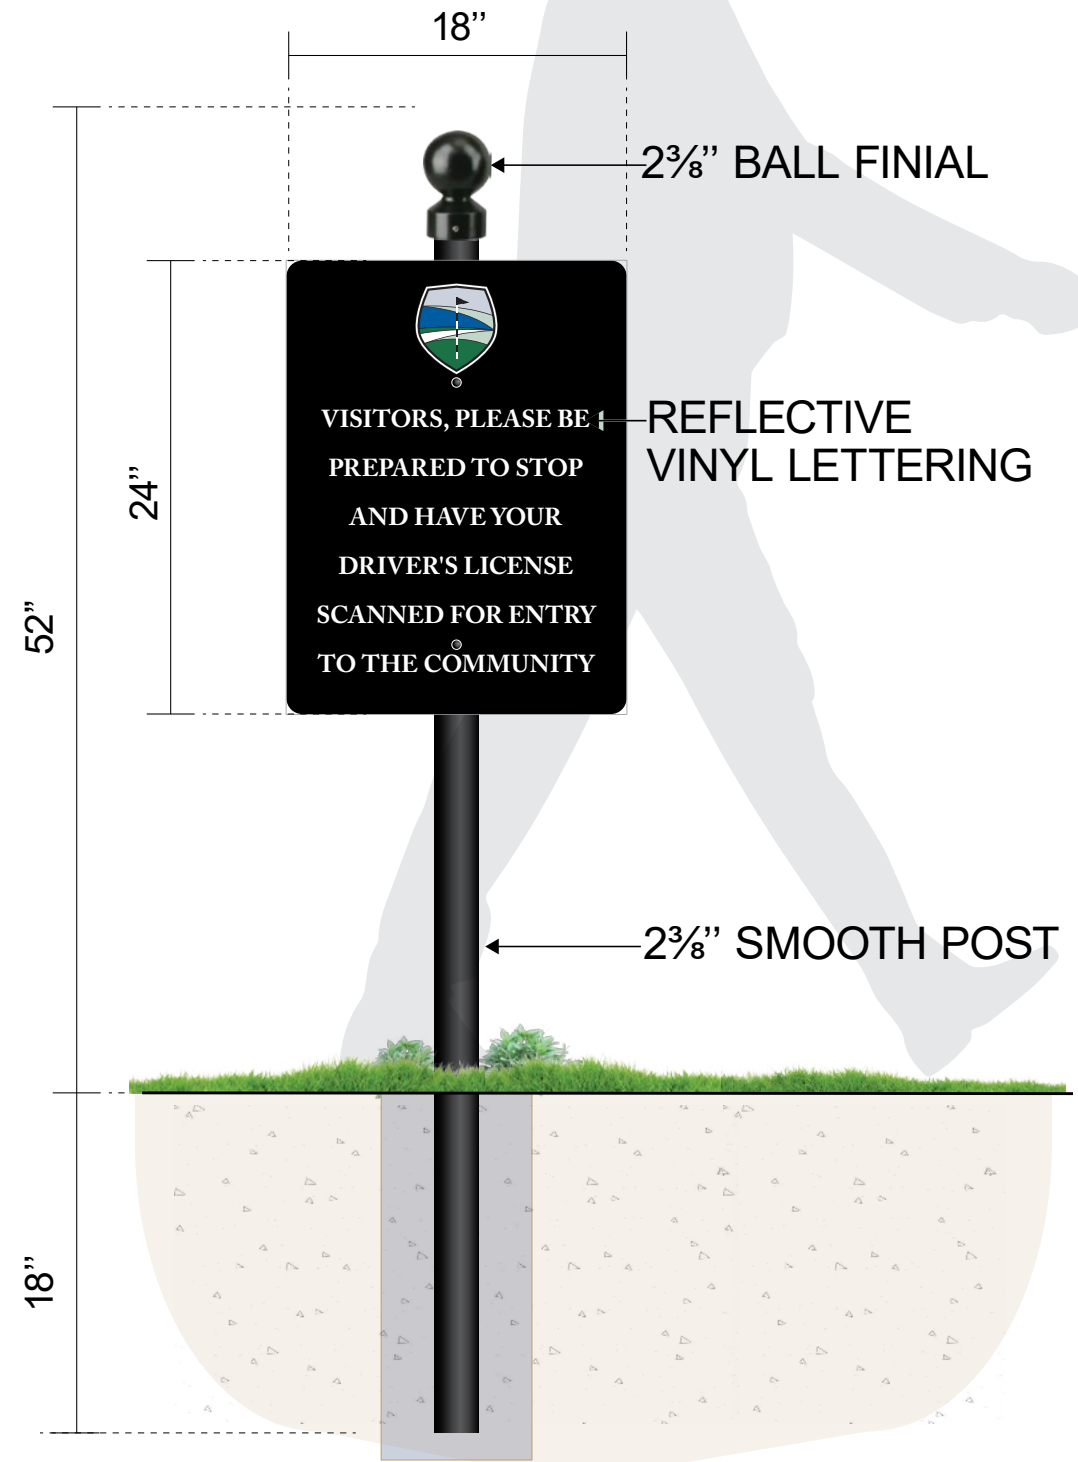 18”
2⅜” BALL FINIAL
VISITORS, PLEASE BE
PREPARED TO STOP
AND HAVE YOUR
DRIVER'S LICENSE
SCANNED FOR ENTRY
TO THE COMMUNITY
REFLECTIVE
VINYL LETTERING
24”
52”
2⅜” SMOOTH POST
18”